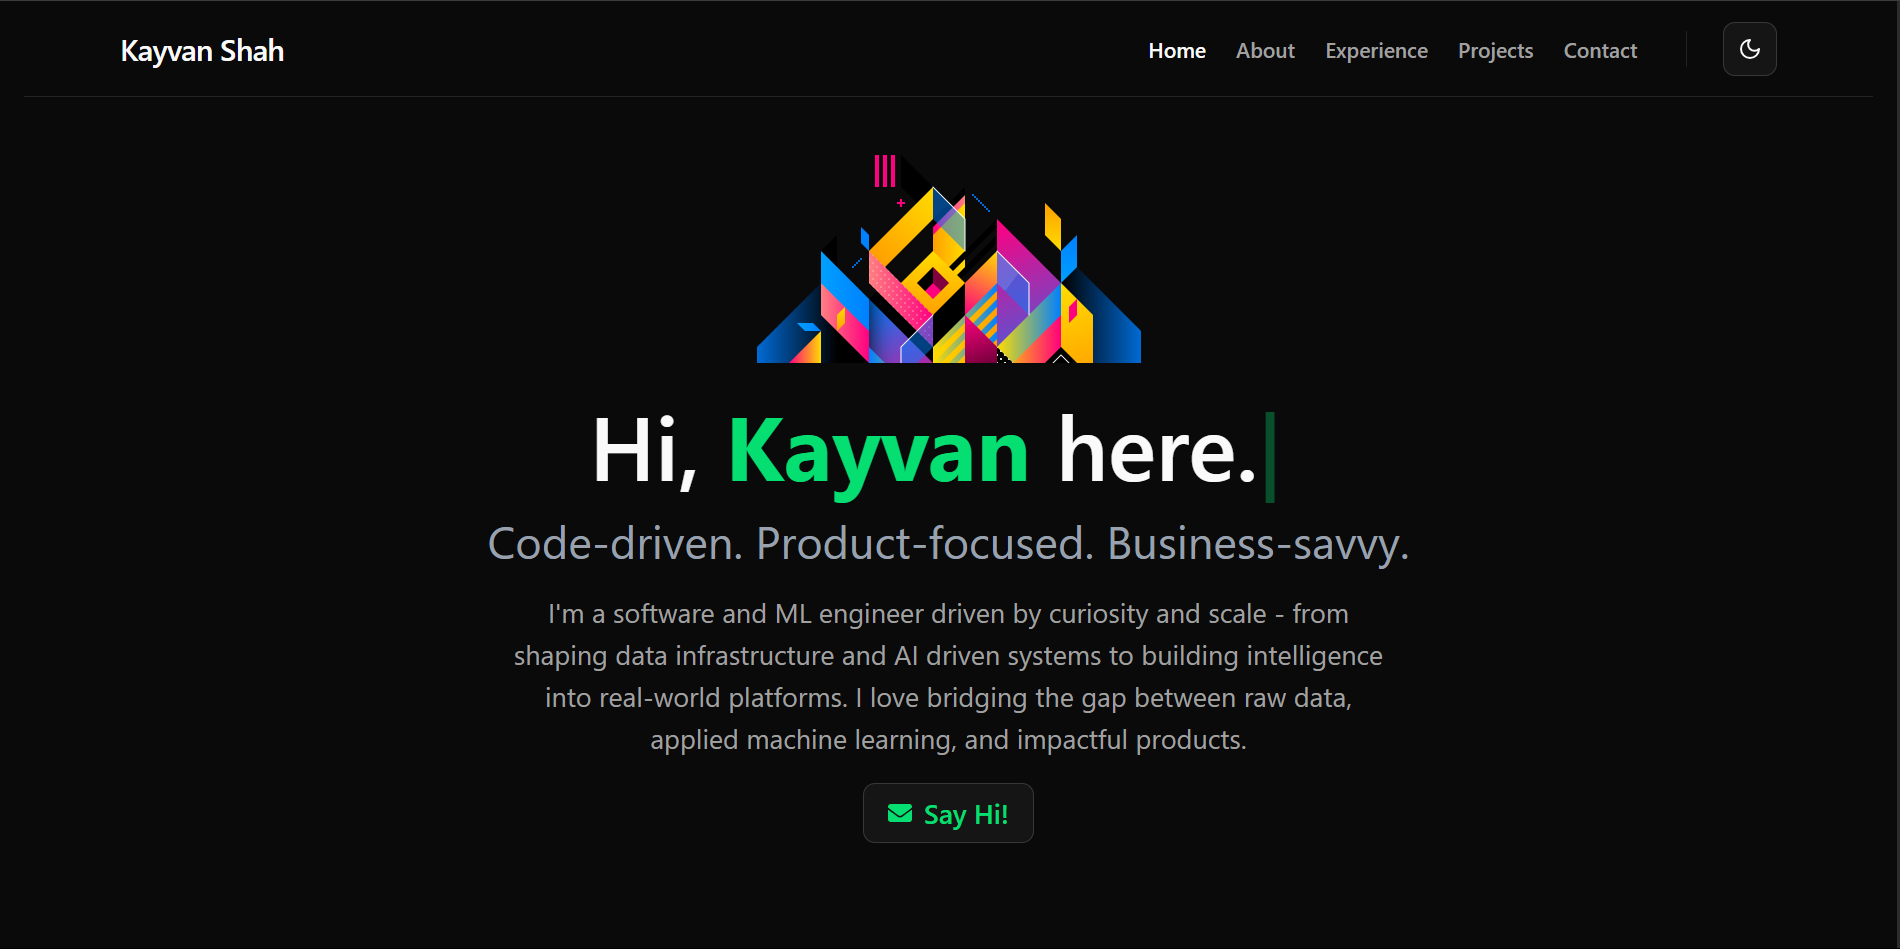 Kayvan Shah
Home About Experience Projects Contact
Hi, Kayvan here.
Code-driven. Product-focused. Business-savvy.
I'm a software and ML engineer driven by curiosity and scale - from
shaping data infrastructure and AI driven systems to building intelligence
into real-world platforms. I love bridging the gap between raw data,
applied machine learning, and impactful products.
Say Hi!